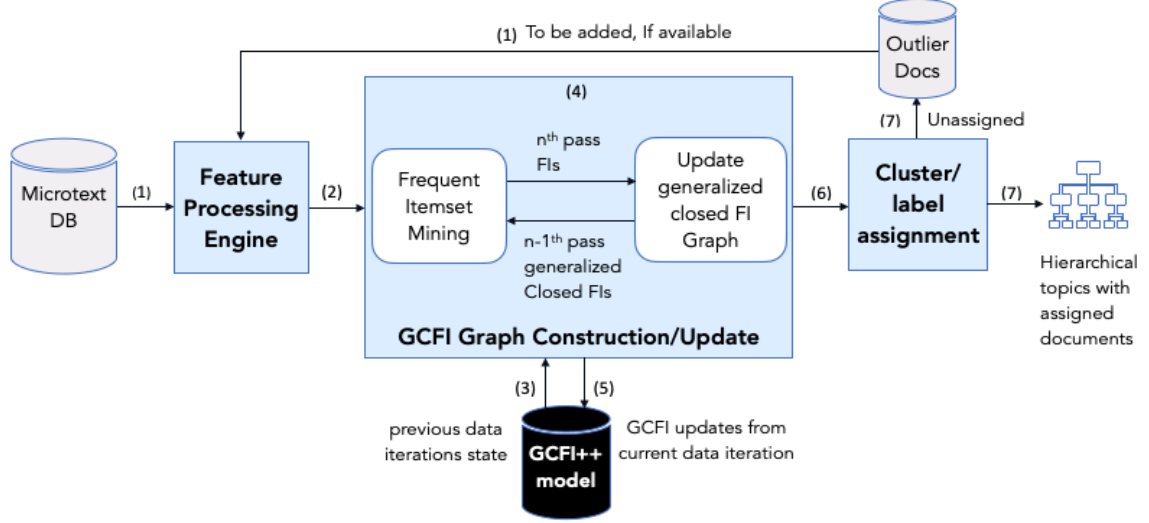 (1) To be added, If available
Outlier
Docs
(4)
(7) Unassigned
nth pass
FIs
Microtext
DB
(1)
Feature
Processing
Engine
(2)
Frequent
Itemset
Mining
Update
generalized
closed FI
Graph
n-1th pass
generalized
Closed FIs
(6)
Cluster/
label
assignment
(7)
Hierarchical
topics with
assigned
documents
GCFI Graph Construction/Update
(3)
(5)
previous data
iterations state
GCFI++
model
GCFI updates from
current data iteration